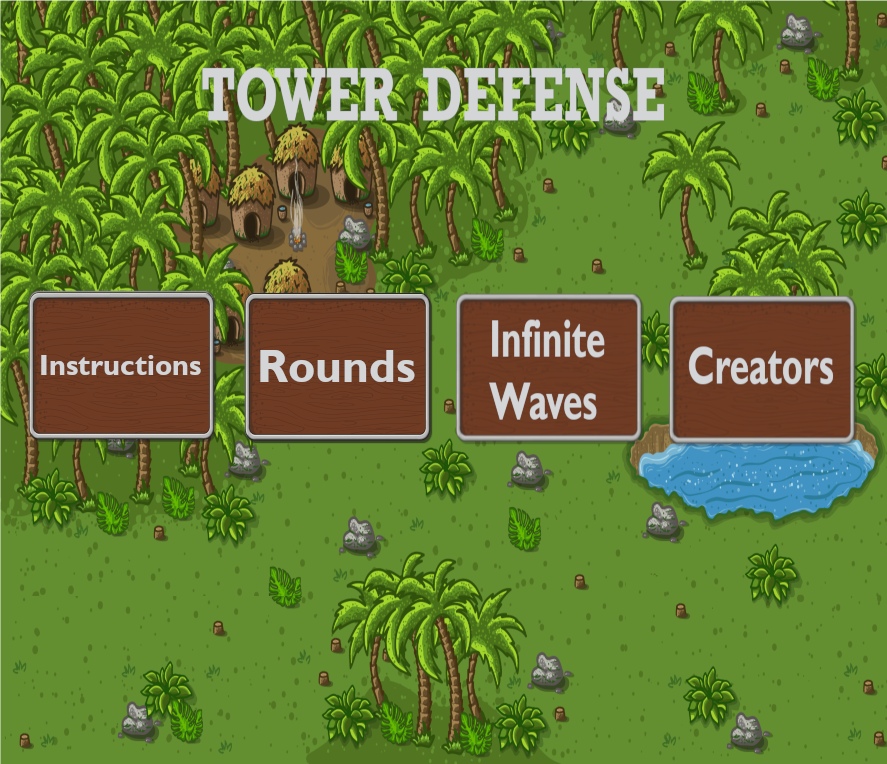 TOWER DEFENSE
Instructions
Rounds
Infinite
Waves
Creators